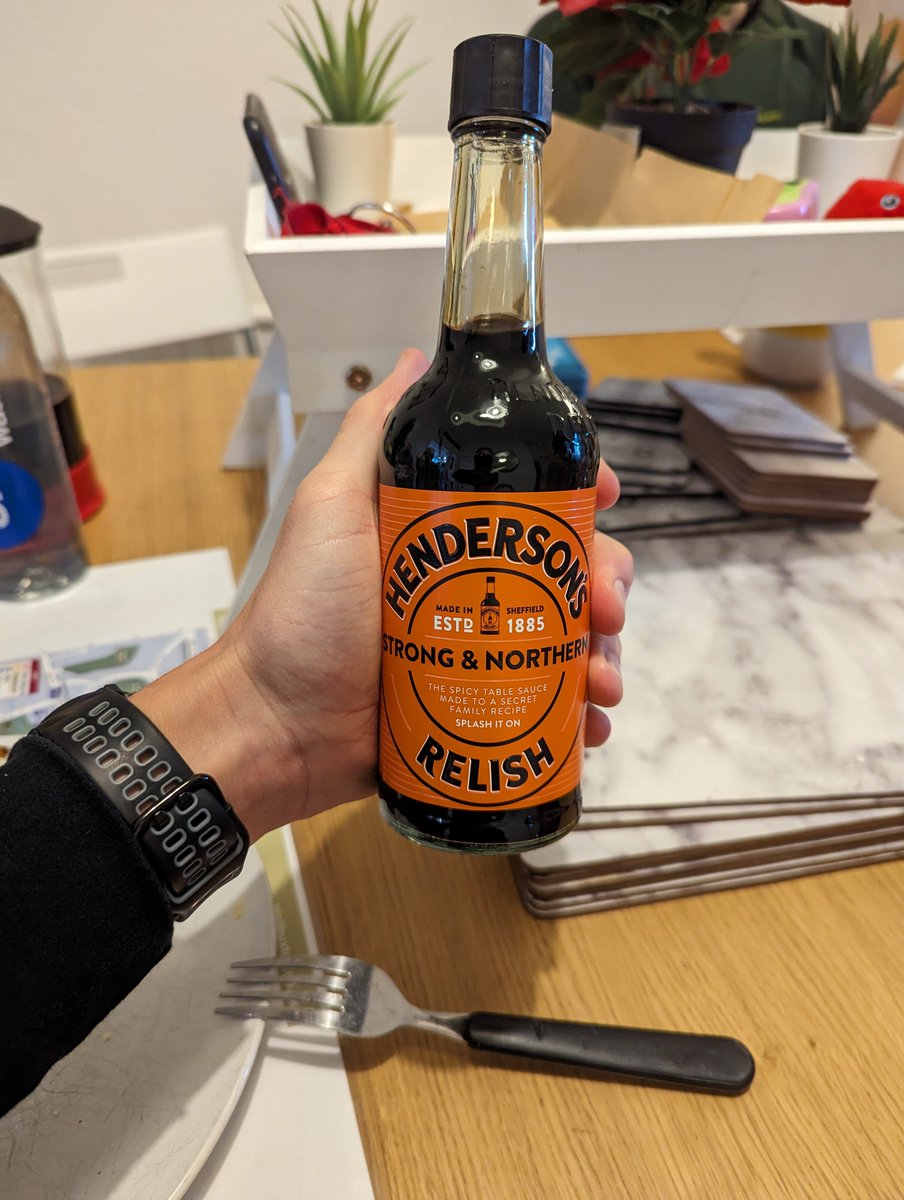 HENDERSON'S
MADE IN SHEFFIELD
ESTD 1885
STRONG & NORTHERN
THE SPICY TABLE SAUCE
MADE TO A SECRET
FAMILY RECIPE
SPLASH IT ON
RELISH